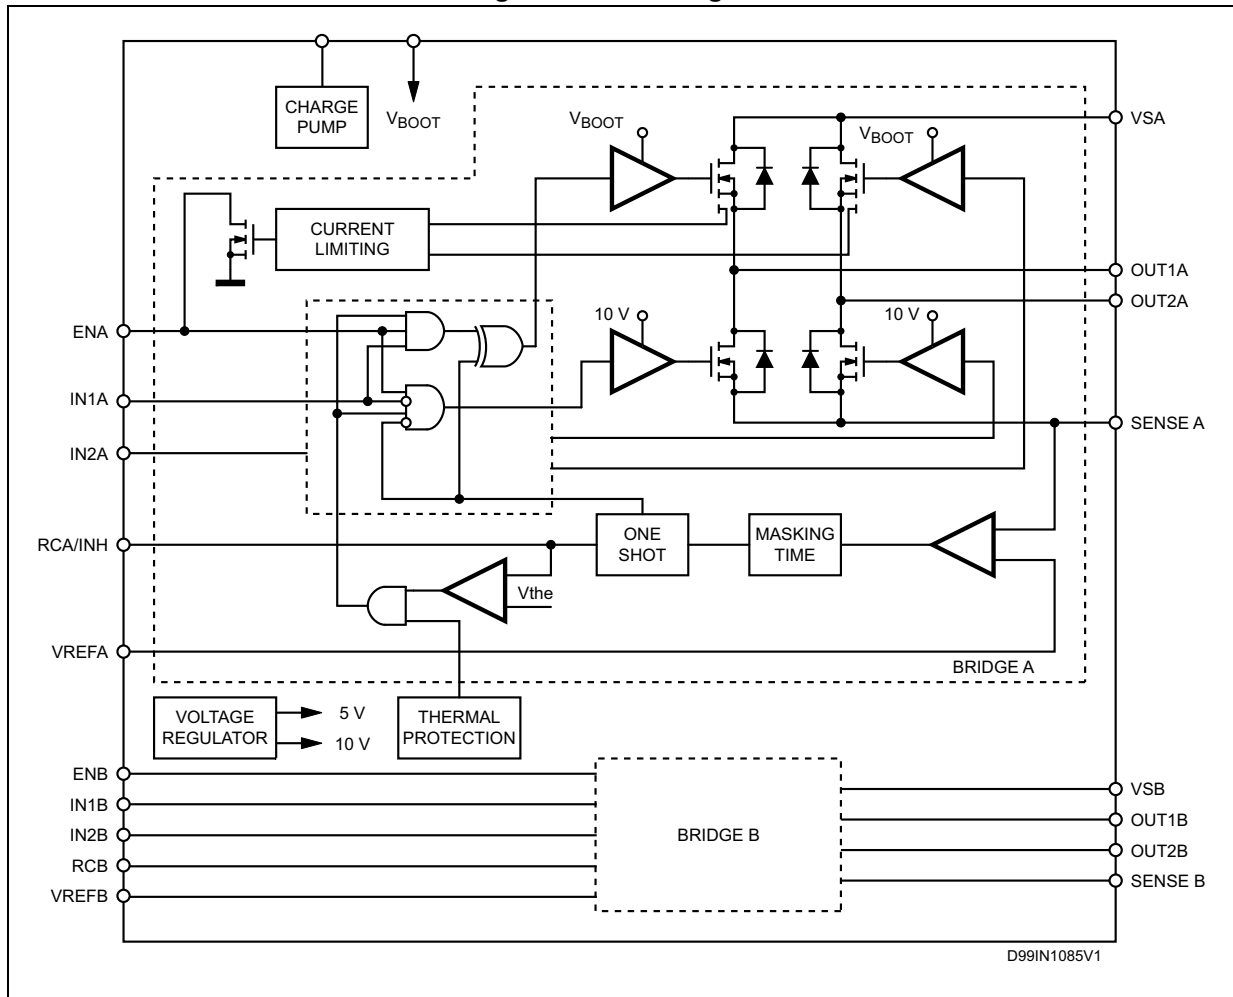 CHARGE
PUMP
VBOOT
VBOOT
VBOOT
VSA
CURRENT
LIMITING
OUT1A
OUT2A
10 V
10 V
ENA
IN1A
IN2A
SENSE A
RCA/INH
ONE
SHOT
MASKING
TIME
Vthe
VREFA
BRIDGE A
VOLTAGE
REGULATOR
5 V
10 V
THERMAL
PROTECTION
ENB
IN1B
IN2B
RCB
VREFB
BRIDGE B
VSB
OUT1B
OUT2B
SENSE B
D99IN1085V1